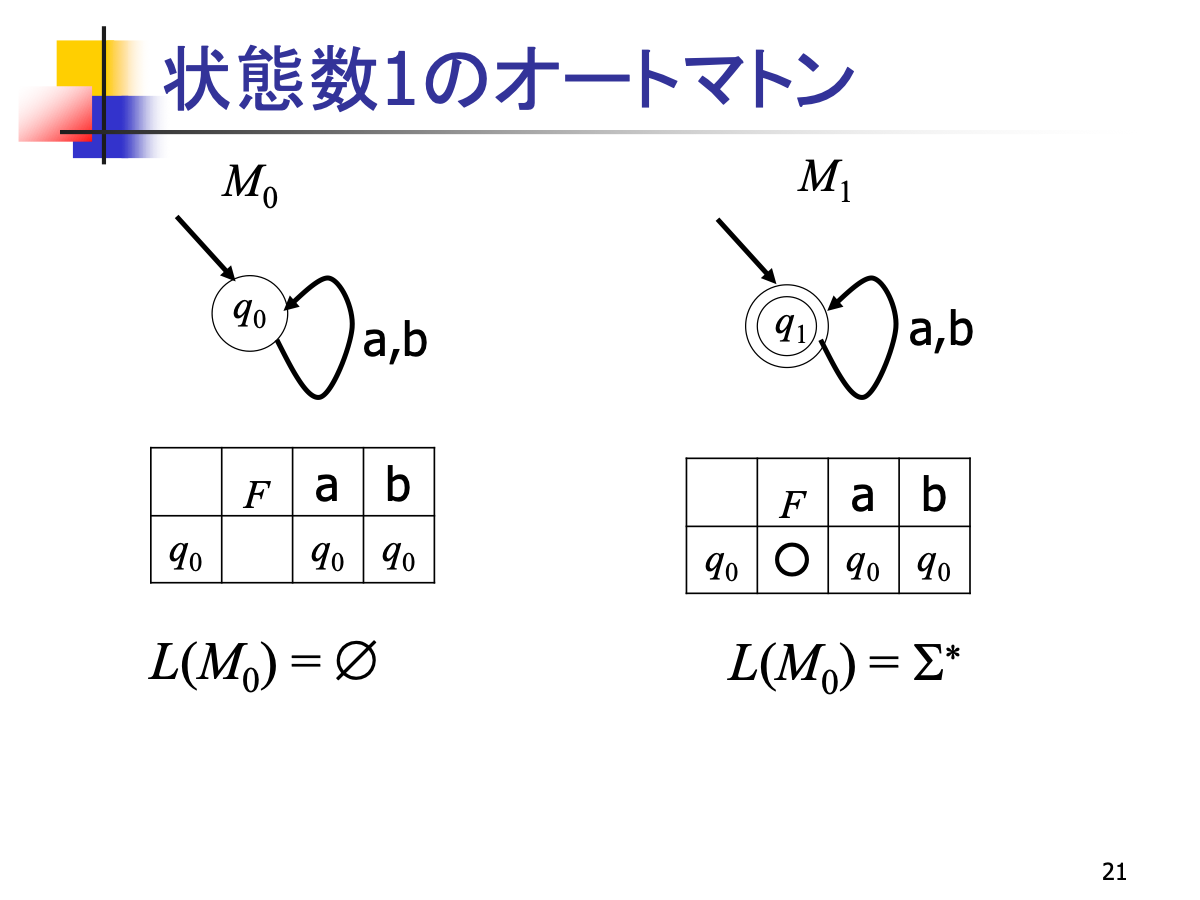 状態数1のオートマトン
M₀
q₀
a,b
F a b
q₀ q₀ q₀
L(M₀) = ∅
M₁
q₁
a,b
F a b
q₀ ○ q₀ q₀
L(M₀) = Σ*
21